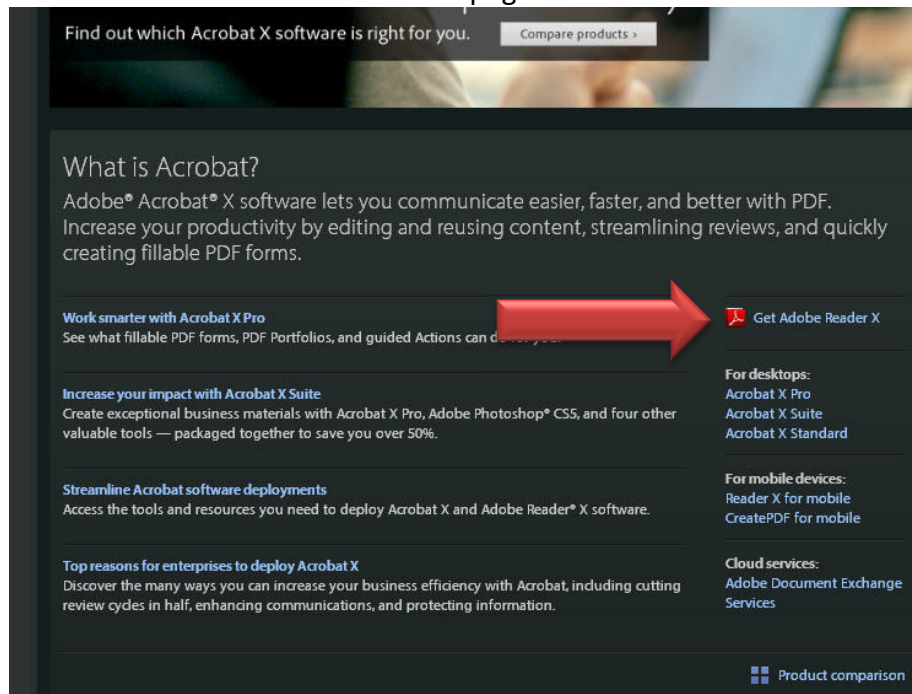 pag
Find out which Acrobat X software is right for you.
Compare products ›
What is Acrobat?
Adobe® Acrobat® X software lets you communicate easier, faster, and better with PDF.
Increase your productivity by editing and reusing content, streamlining reviews, and quickly
creating fillable PDF forms.
Work smarter with Acrobat X Pro
See what fillable PDF forms, PDF Portfolios, and guided Actions can
Increase your impact with Acrobat X Suite
Create exceptional business materials with Acrobat X Pro, Adobe Photoshop® CS5, and four other
valuable tools — packaged together to save you over 50%.
Streamline Acrobat software deployments
Access the tools and resources you need to deploy Acrobat X and Adobe Reader® X software.
Top reasons for enterprises to deploy Acrobat X
Discover the many ways you can increase your business efficiency with Acrobat, including cutting
review cycles in half, enhancing communications, and protecting information.
Get Adobe Reader X
For desktops:
Acrobat X Pro
Acrobat X Suite
Acrobat X Standard
For mobile devices:
Reader X for mobile
CreatePDF for mobile
Cloud services:
Adobe Document Exchange
Services
Product comparison